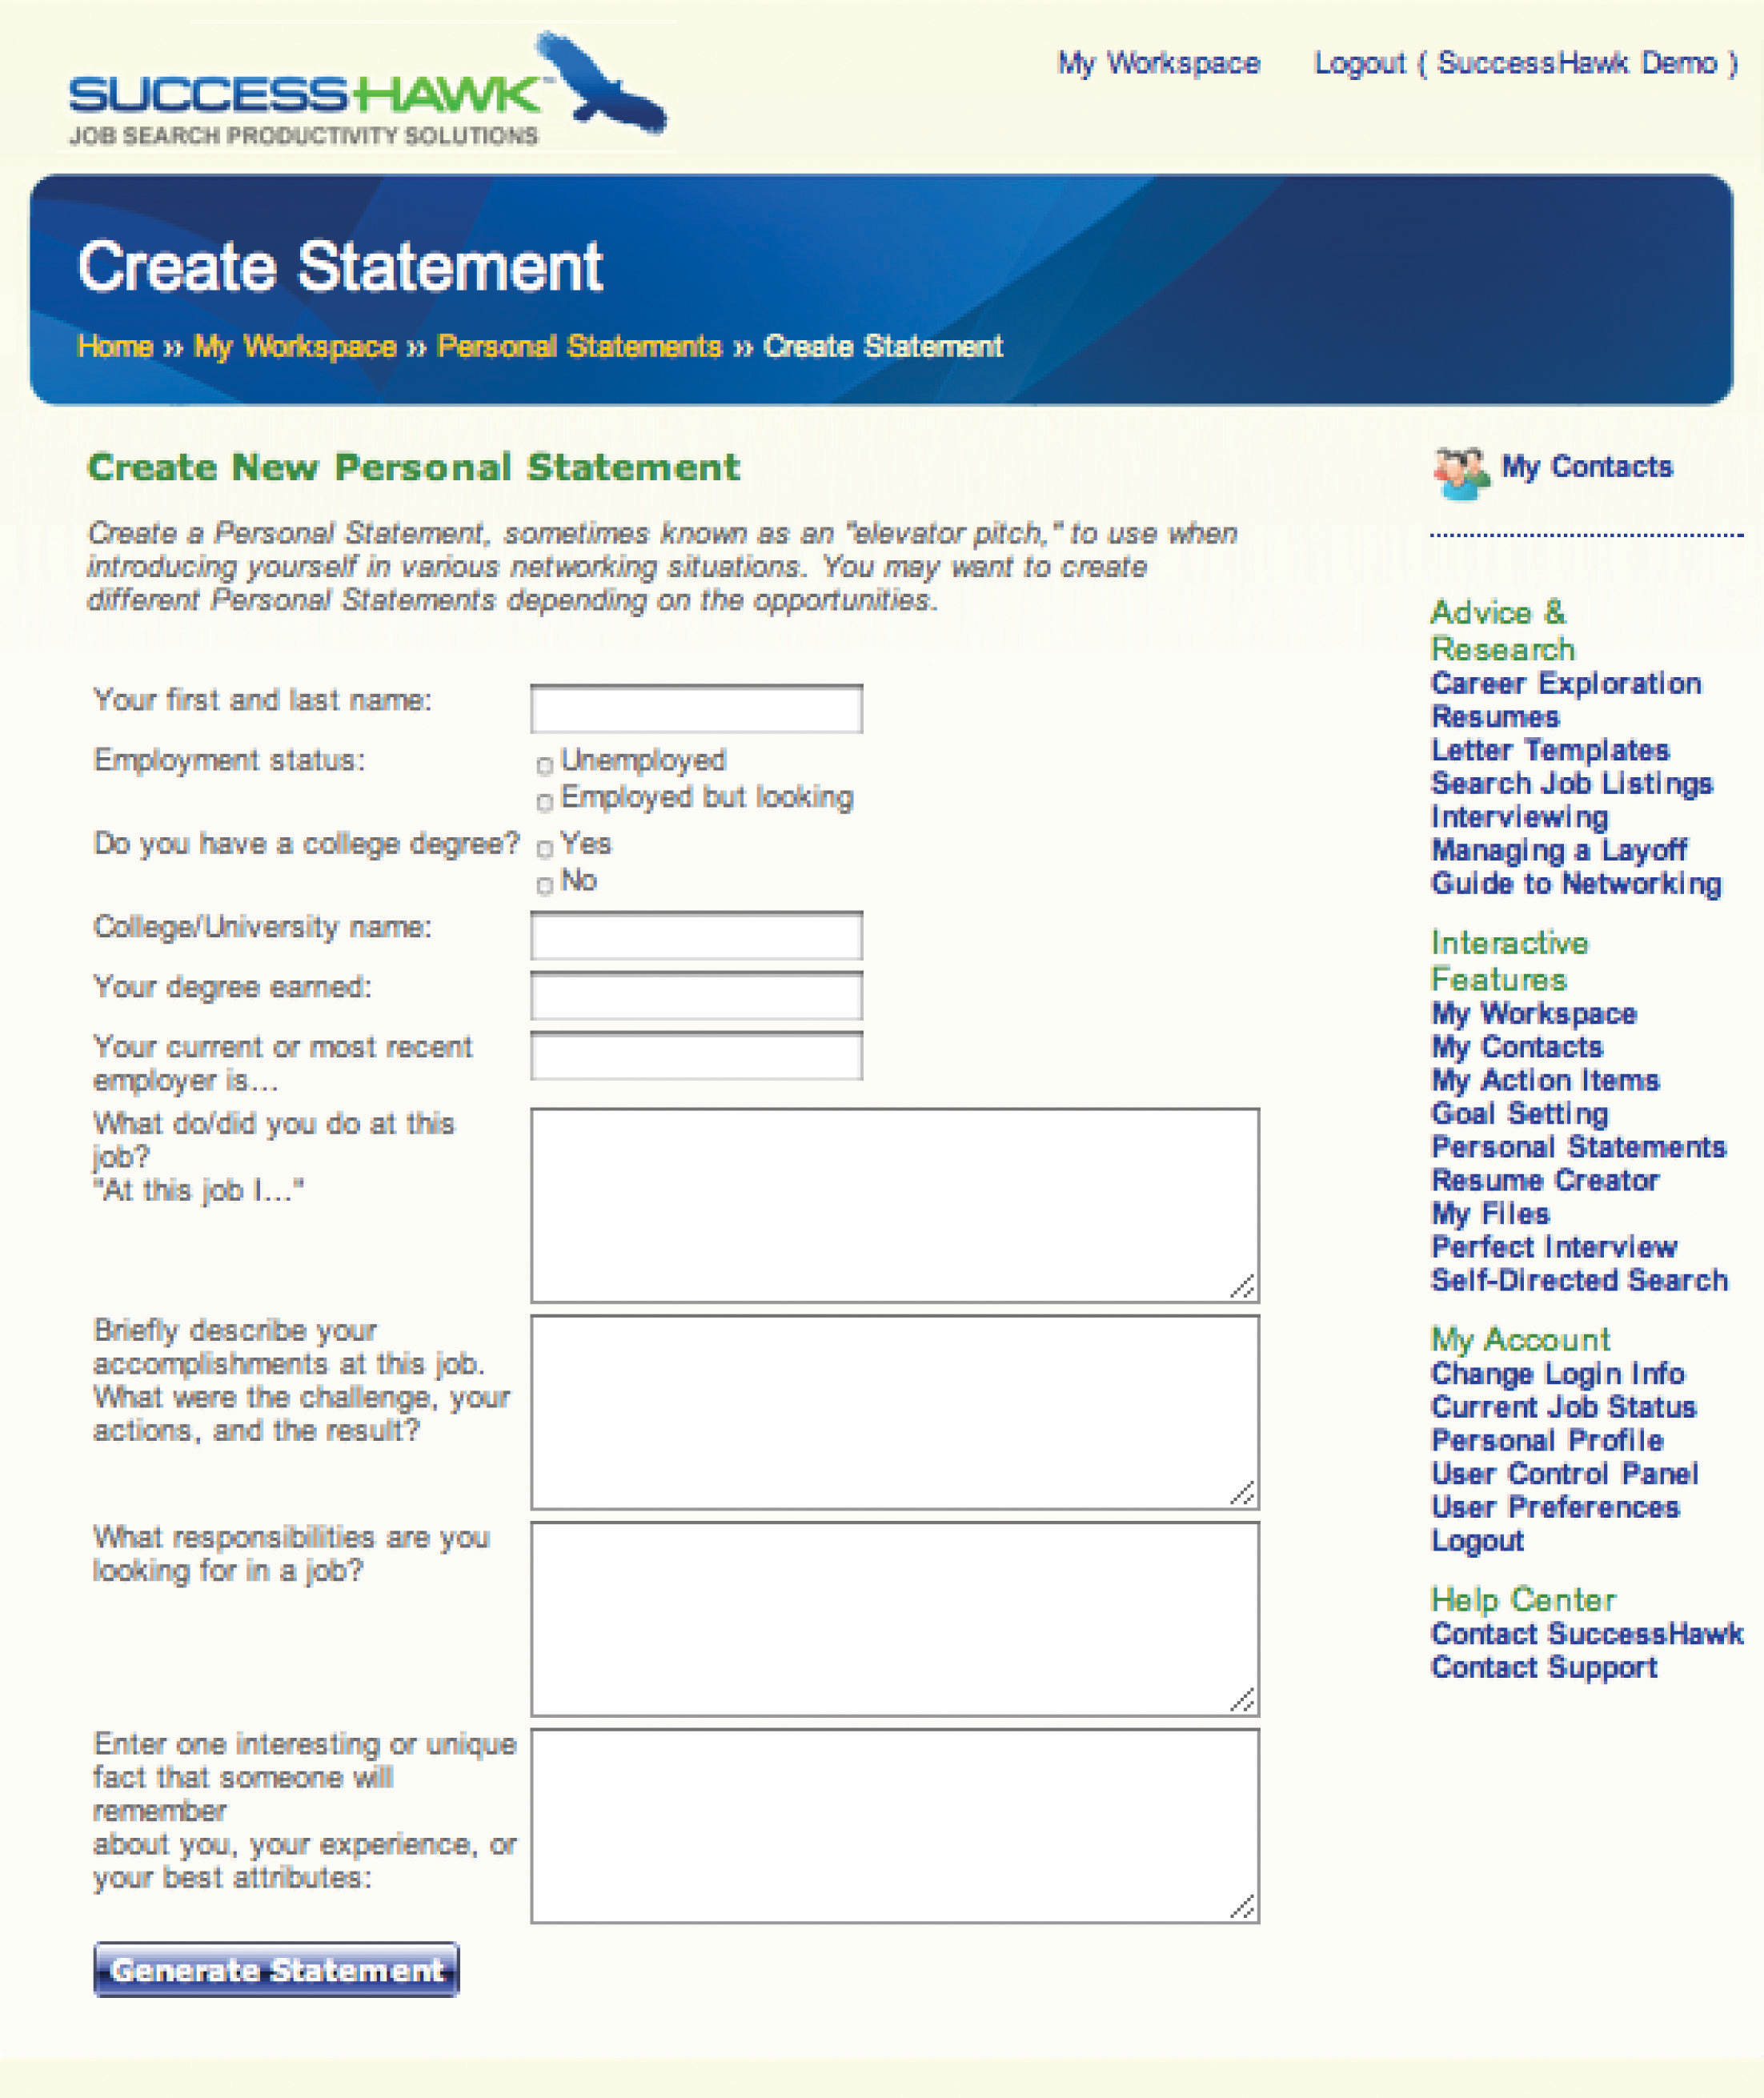 My Workspace Logout ( SuccessHawk Demo )
SUCCESSHAWK™
JOB SEARCH PRODUCTIVITY SOLUTIONS
Create Statement
Home ›› My Workspace ›› Personal Statements ›› Create Statement
Create New Personal Statement
Create a Personal Statement, sometimes known as an "elevator pitch," to use when
introducing yourself in various networking situations. You may want to create
different Personal Statements depending on the opportunities.
Your first and last name:
Employment status:
Unemployed
Employed but looking
Do you have a college degree?
Yes
No
College/University name:
Your degree earned:
Your current or most recent
employer is...
What do/did you do at this
job?
"At this job I..."
Briefly describe your
accomplishments at this job.
What were the challenge, your
actions, and the result?
What responsibilities are you
looking for in a job?
Enter one interesting or unique
fact that someone will
remember
about you, your experience, or
your best attributes:
Generate Statement
My Contacts
Advice &
Research
Career Exploration
Resumes
Letter Templates
Search Job Listings
Interviewing
Managing a Layoff
Guide to Networking
Interactive
Features
My Workspace
My Contacts
My Action Items
Goal Setting
Personal Statements
Resume Creator
My Files
Perfect Interview
Self-Directed Search
My Account
Change Login Info
Current Job Status
Personal Profile
User Control Panel
User Preferences
Logout
Help Center
Contact SuccessHawk
Contact Support